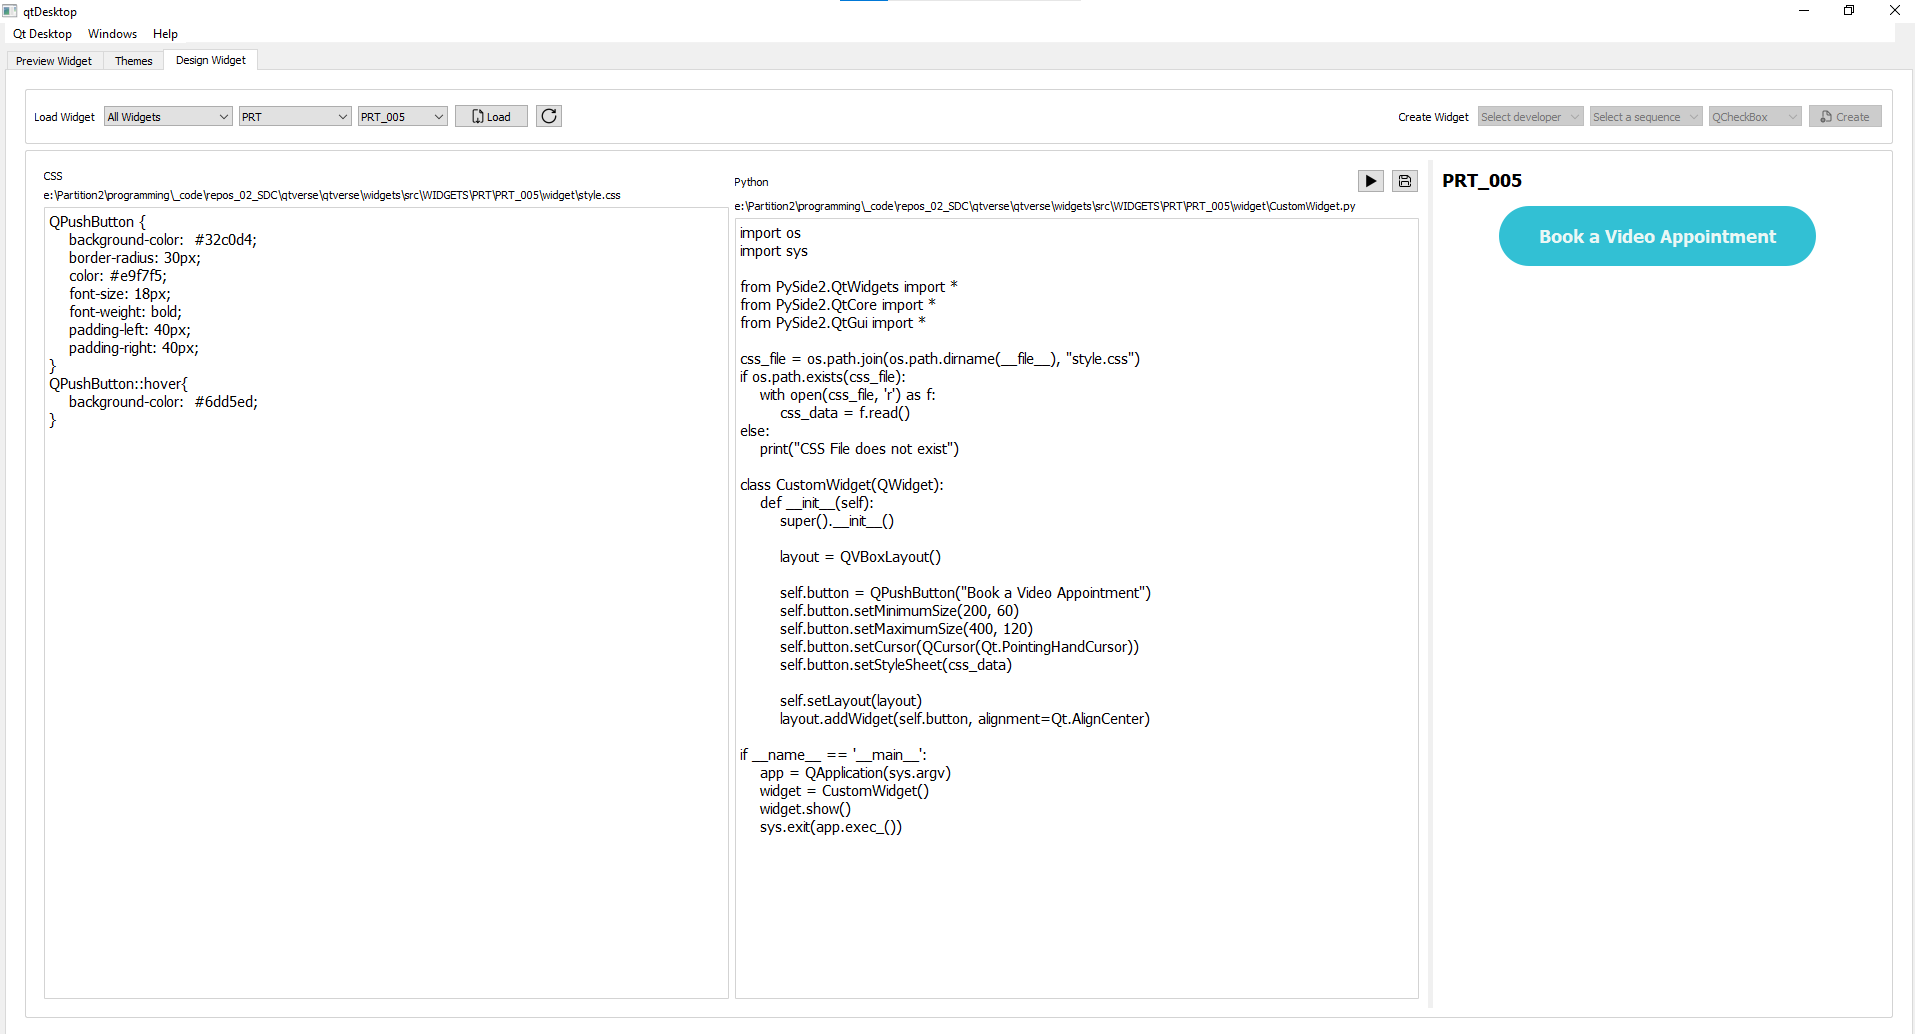 qtDesktop
Qt Desktop Windows Help
Preview Widget Themes Design Widget
Load Widget All Widgets PRT PRT_005 Load Create Widget Select developer Select a sequence QCheckBox Create
CSS
e:\Partition2\programming\_code\repos_02_SDC\qtverse\qtverse\widgets\src\WIDGETS\PRT\PRT_005\widget\style.css
QPushButton {
    background-color:  #32c0d4;
    border-radius: 30px;
    color: #e9f7f5;
    font-size: 18px;
    font-weight: bold;
    padding-left: 40px;
    padding-right: 40px;
}
QPushButton::hover{
    background-color:  #6dd5ed;
}
Python
e:\Partition2\programming\_code\repos_02_SDC\qtverse\qtverse\widgets\src\WIDGETS\PRT\PRT_005\widget\CustomWidget.py
import os
import sys
from PySide2.QtWidgets import *
from PySide2.QtCore import *
from PySide2.QtGui import *
css_file = os.path.join(os.path.dirname(__file__), "style.css")
if os.path.exists(css_file):
    with open(css_file, 'r') as f:
        css_data = f.read()
else:
    print("CSS File does not exist")
class CustomWidget(QWidget):
    def __init__(self):
        super().__init__()
        layout = QVBoxLayout()
        self.button = QPushButton("Book a Video Appointment")
        self.button.setMinimumSize(200, 60)
        self.button.setMaximumSize(400, 120)
        self.button.setCursor(QCursor(Qt.PointingHandCursor))
        self.button.setStyleSheet(css_data)
        self.setLayout(layout)
        layout.addWidget(self.button, alignment=Qt.AlignCenter)
if __name__ == '__main__':
    app = QApplication(sys.argv)
    widget = CustomWidget()
    widget.show()
    sys.exit(app.exec_())
PRT_005
Book a Video Appointment